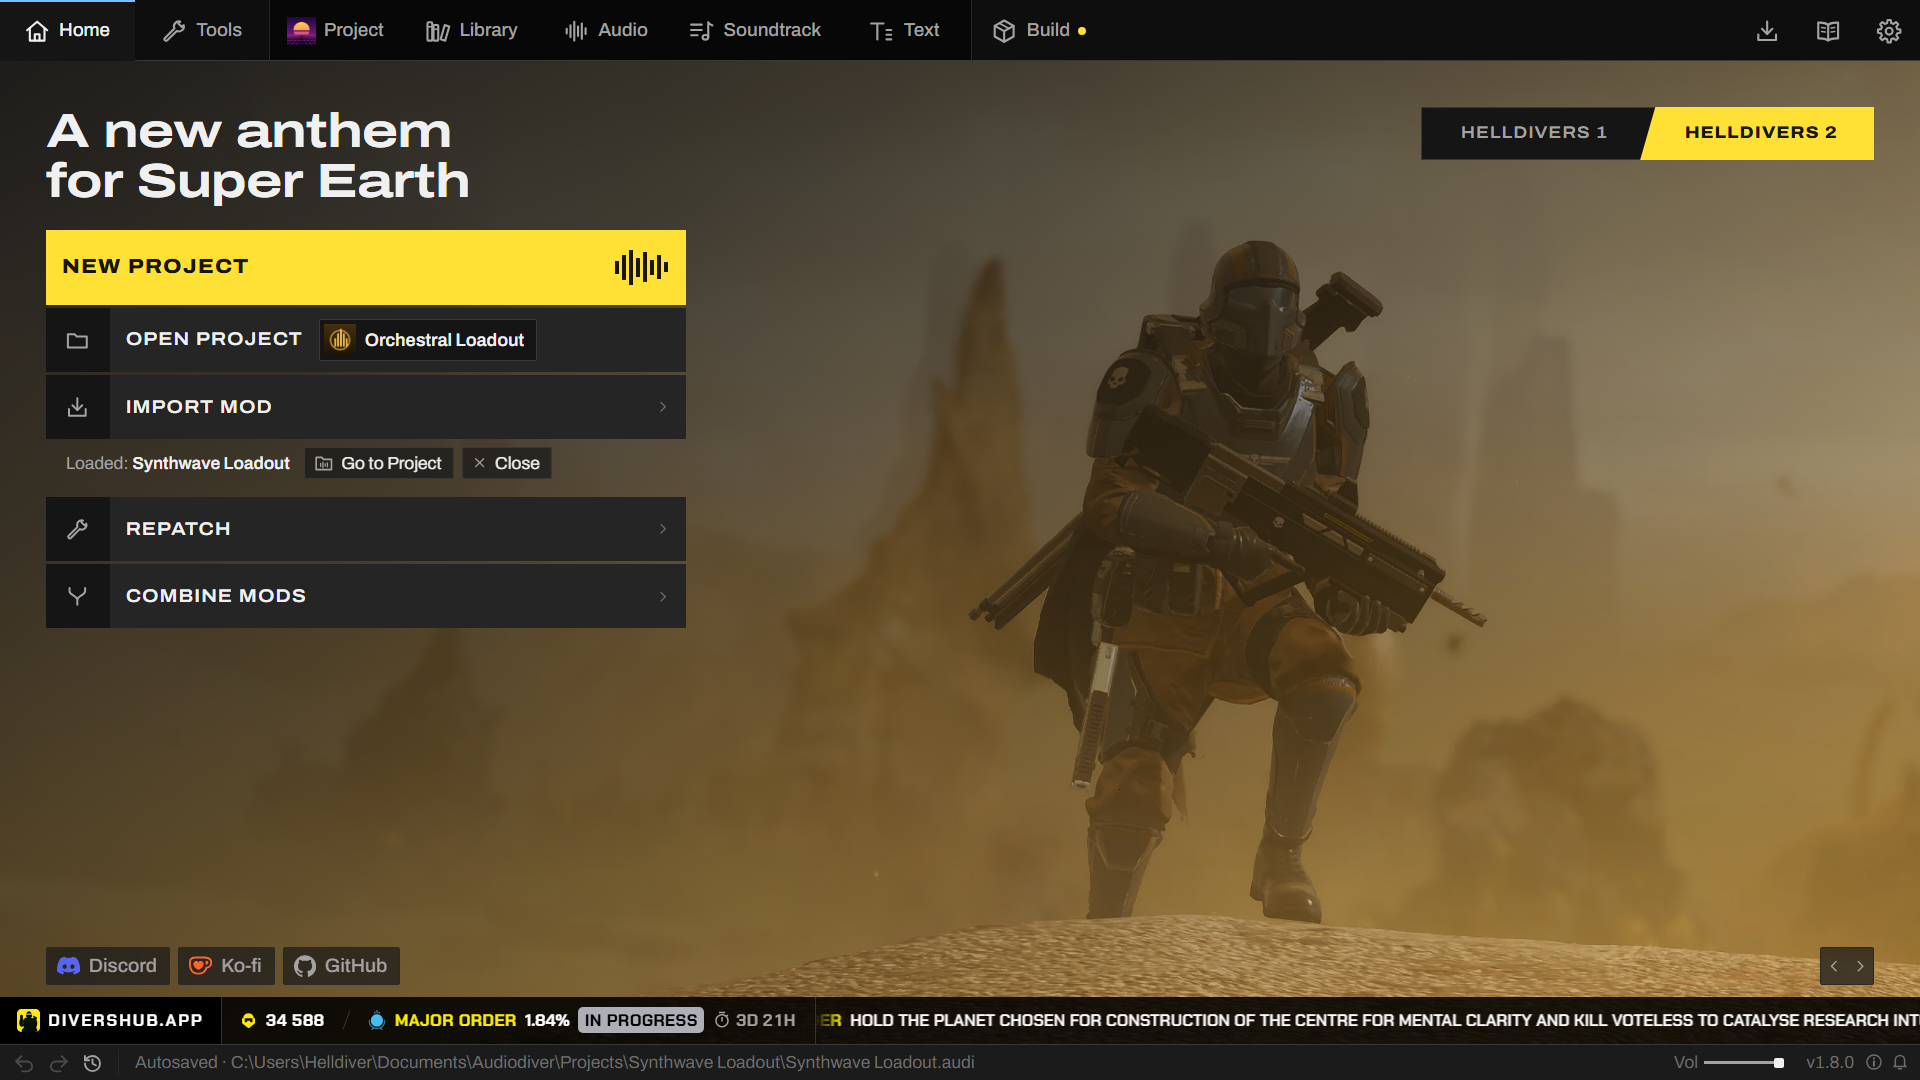 Home
Tools
Project
Library
Audio
Soundtrack
Text
Build
A new anthem
for Super Earth
HELLDIVERS 1
HELLDIVERS 2
NEW PROJECT
OPEN PROJECT
Orchestral Loadout
IMPORT MOD
Loaded: Synthwave Loadout
Go to Project
Close
REPATCH
COMBINE MODS
Discord
Ko-fi
GitHub
DIVERSHUB.APP
34 588
MAJOR ORDER 1.84% IN PROGRESS
3D 21H
ER HOLD THE PLANET CHOSEN FOR CONSTRUCTION OF THE CENTRE FOR MENTAL CLARITY AND KILL VOTELESS TO CATALYSE RESEARCH INT
Autosaved · C:\Users\Helldiver\Documents\Audiodiver\Projects\Synthwave Loadout\Synthwave Loadout.audi
Vol
v1.8.0